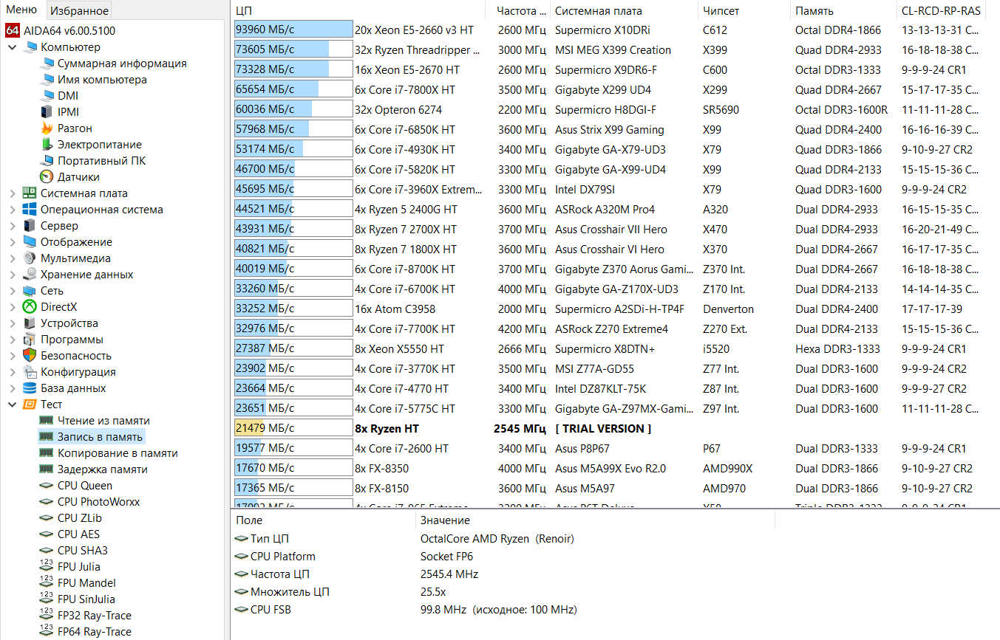 Меню Избранное
64 AIDA64 v6.00.5100
Компьютер
Суммарная информация
Имя компьютера
DMI
IPMI
Разгон
Электропитание
Портативный ПК
Датчики
Системная плата
Операционная система
Сервер
Отображение
Мультимедиа
Хранение данных
Сеть
DirectX
Устройства
Программы
Безопасность
Конфигурация
База данных
Тест
Чтение из памяти
Запись в память
Копирование в памяти
Задержка памяти
CPU Queen
CPU PhotoWorxx
CPU ZLib
CPU AES
CPU SHA3
123 FPU Julia
123 FPU Mandel
123 FPU SinJulia
123 FP32 Ray-Trace
123 FP64 Ray-Trace
ЦП Частота ... Системная плата Чипсет Память CL-RCD-RP-RAS
93960 МБ/с 20x Xeon E5-2660 v3 HT 2600 МГц Supermicro X10DRi C612 Octal DDR4-1866 13-13-13-31 C...
73605 МБ/с 32x Ryzen Threadripper ... 3000 МГц MSI MEG X399 Creation X399 Quad DDR4-2933 16-18-18-38 C...
73328 МБ/с 16x Xeon E5-2670 HT 2600 МГц Supermicro X9DR6-F C600 Octal DDR3-1333 9-9-9-24 CR1
65654 МБ/с 6x Core i7-7800X HT 3500 МГц Gigabyte X299 UD4 X299 Quad DDR4-2667 15-17-17-35 C...
60036 МБ/с 32x Opteron 6274 2200 МГц Supermicro H8DGI-F SR5690 Octal DDR3-1600R 11-11-11-28 C...
57968 МБ/с 6x Core i7-6850K HT 3600 МГц Asus Strix X99 Gaming X99 Quad DDR4-2400 16-16-16-39 C...
53174 МБ/с 6x Core i7-4930K HT 3400 МГц Gigabyte GA-X79-UD3 X79 Quad DDR3-1866 9-10-9-27 CR2
46700 МБ/с 6x Core i7-5820K HT 3300 МГц Gigabyte GA-X99-UD4 X99 Quad DDR4-2133 15-15-15-36 C...
45695 МБ/с 6x Core i7-3960X Extrem... 3300 МГц Intel DX79SI X79 Quad DDR3-1600 9-9-9-24 CR2
44521 МБ/с 4x Ryzen 5 2400G HT 3600 МГц ASRock A320M Pro4 A320 Dual DDR4-2933 16-15-15-35 C...
43931 МБ/с 8x Ryzen 7 2700X HT 3700 МГц Asus Crosshair VII Hero X470 Dual DDR4-2933 16-20-21-49 C...
40821 МБ/с 8x Ryzen 7 1800X HT 3600 МГц Asus Crosshair VI Hero X370 Dual DDR4-2667 16-17-17-35 C...
40019 МБ/с 6x Core i7-8700K HT 3700 МГц Gigabyte Z370 Aorus Gami... Z370 Int. Dual DDR4-2667 16-18-18-38 C...
33260 МБ/с 4x Core i7-6700K HT 4000 МГц Gigabyte GA-Z170X-UD3 Z170 Int. Dual DDR4-2133 14-14-14-35 C...
33252 МБ/с 16x Atom C3958 2000 МГц Supermicro A2SDi-H-TP4F Denverton Dual DDR4-2400 17-17-17-39
32976 МБ/с 4x Core i7-7700K HT 4200 МГц ASRock Z270 Extreme4 Z270 Ext. Dual DDR4-2133 15-15-15-36 C...
27387 МБ/с 8x Xeon X5550 HT 2666 МГц Supermicro X8DTN+ i5520 Hexa DDR3-1333 9-9-9-24 CR1
23902 МБ/с 4x Core i7-3770K HT 3500 МГц MSI Z77A-GD55 Z77 Int. Dual DDR3-1600 9-9-9-24 CR2
23664 МБ/с 4x Core i7-4770 HT 3400 МГц Intel DZ87KLT-75K Z87 Int. Dual DDR3-1600 9-9-9-27 CR2
23651 МБ/с 4x Core i7-5775C HT 3300 МГц Gigabyte GA-Z97MX-Gami... Z97 Int. Dual DDR3-1600 11-11-11-28 C...
21479 МБ/с 8x Ryzen HT 2545 МГц [ TRIAL VERSION ]
19577 МБ/с 4x Core i7-2600 HT 3400 МГц Asus P8P67 P67 Dual DDR3-1333 9-9-9-24 CR1
17670 МБ/с 8x FX-8350 4000 МГц Asus M5A99X Evo R2.0 AMD990X Dual DDR3-1866 9-10-9-27 CR2
17365 МБ/с 8x FX-8150 3600 МГц Asus M5A97 AMD970 Dual DDR3-1866 9-10-9-27 CR2
Поле Значение
Тип ЦП OctalCore AMD Ryzen (Renoir)
CPU Platform Socket FP6
Частота ЦП 2545.4 MHz
Множитель ЦП 25.5x
CPU FSB 99.8 MHz (исходное: 100 MHz)